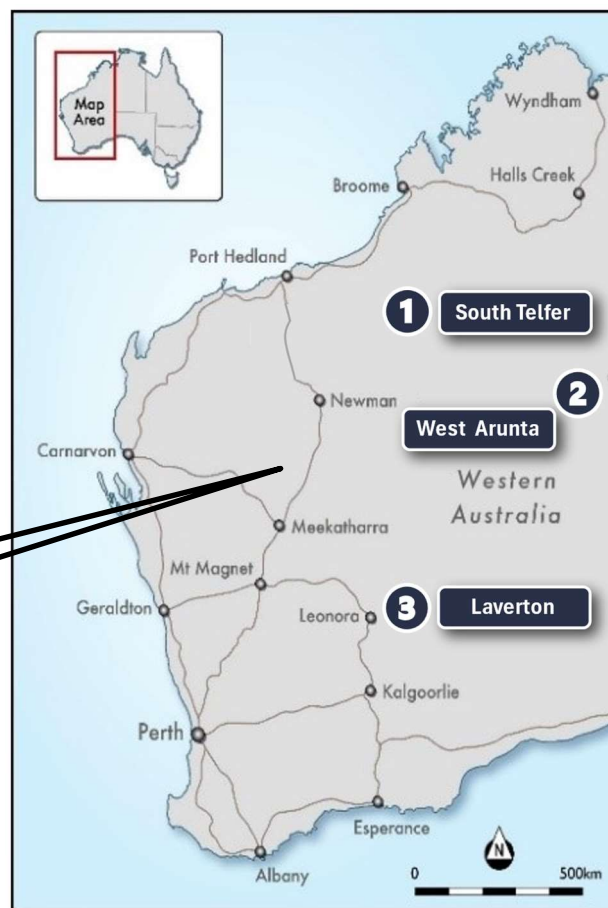 Map
Area
Wyndham
Halls Creek
Broome
Port Hedland
1 South Telfer
2
Newman
West Arunta
Carnarvon
Western
Australia
Meekatharra
Mt Magnet
Geraldton
Leonora
3 Laverton
Kalgoorlie
Perth
Esperance
N
Albany
0 500km